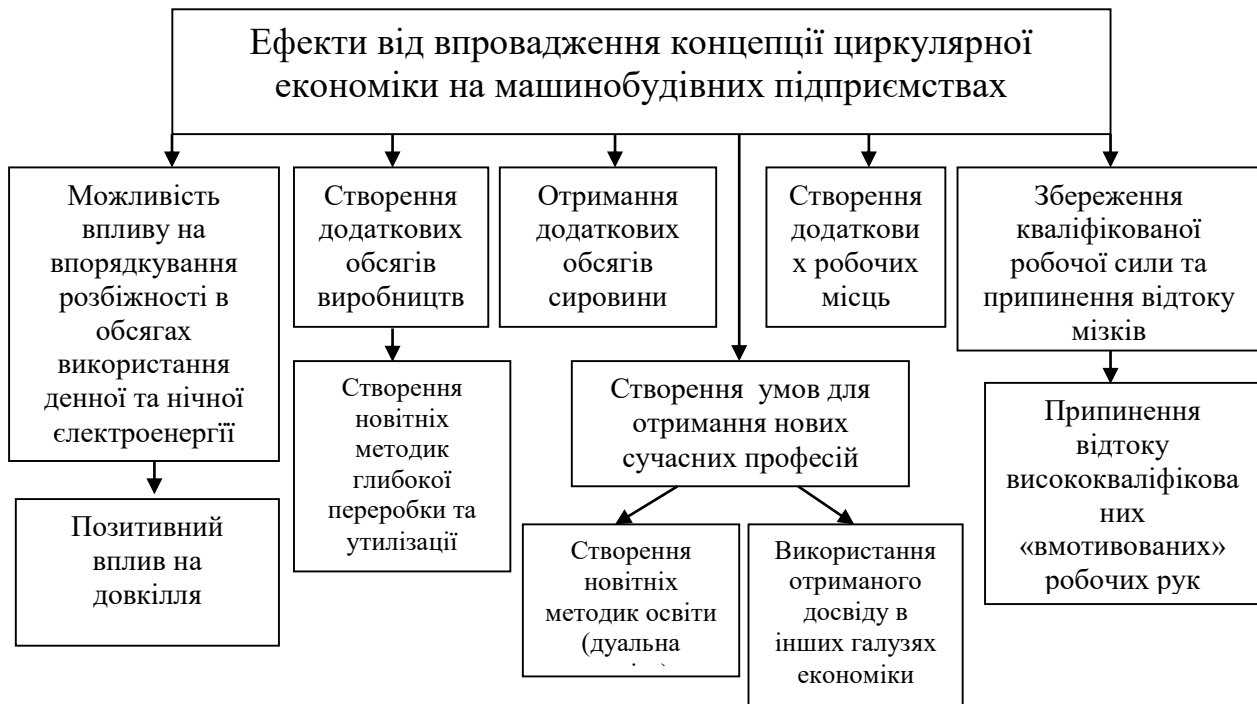 Ефекти від впровадження концепції циркулярної
економіки на машинобудівних підприємствах
Можливість
впливу на
впорядкування
розбіжності в
обсягах
використання
денної та нічної
єлектроенергії
Створення
додаткових
обсягів
виробництв
Отримання
додаткових
обсягів
сировини
Створення
додаткови
х робочих
місць
Збереження
кваліфікованої
робочої сили та
припинення відтоку
мізків
Створення
новітніх
методик
глибокої
переробки та
утилізації
Створення умов для
отримання нових
сучасних професій
Припинення
відтоку
висококваліфікова
них
«вмотивованих»
робочих рук
Позитивний
вплив на
довкілля
Створення
новітніх
методик освіти
(дуальна
Використання
отриманого
досвіду в
інших галузях
економіки